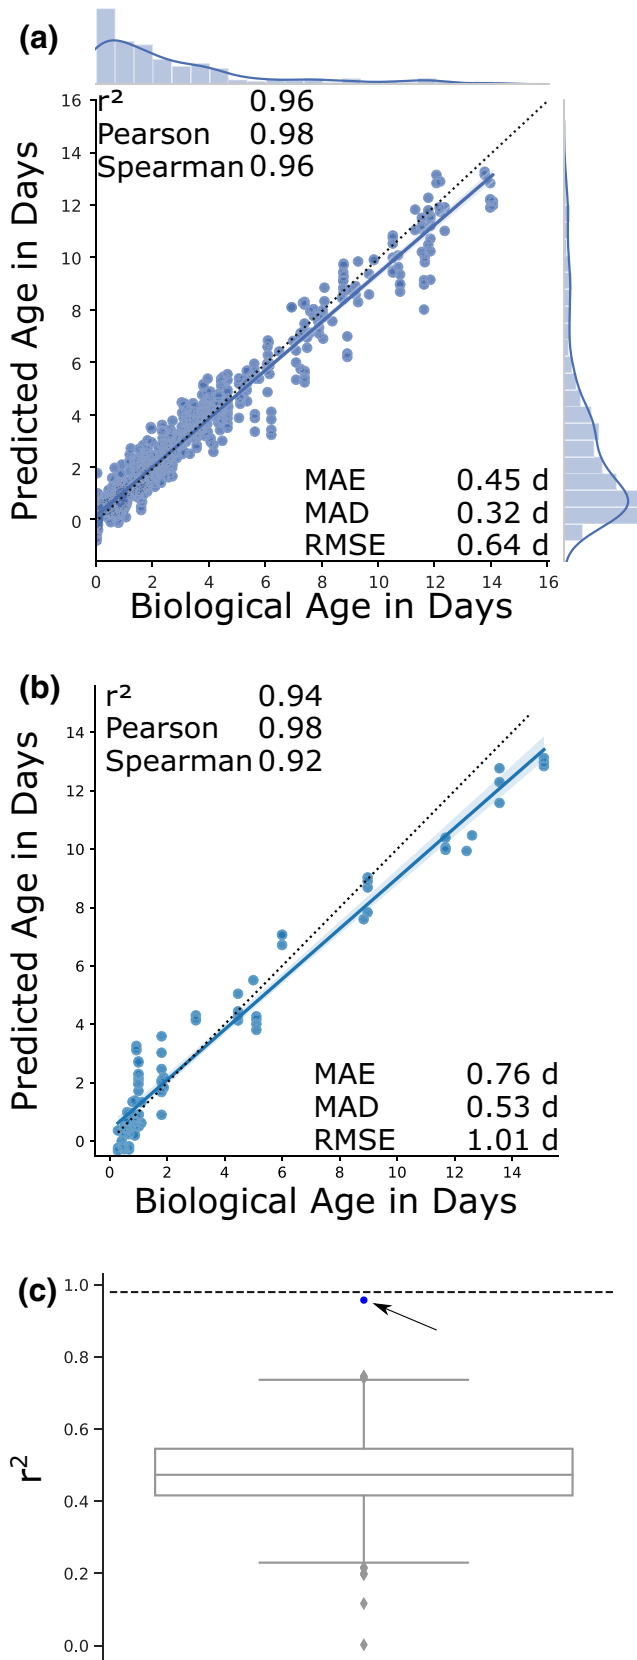 (a)
r² 0.96
Pearson 0.98
Spearman 0.96
16
14
12
10
8
6
4
2
0
Predicted Age in Days
MAE 0.45 d
MAD 0.32 d
RMSE 0.64 d
0 2 4 6 8 10 12 14 16
Biological Age in Days
(b)
r² 0.94
Pearson 0.98
Spearman 0.92
14
12
10
8
6
4
2
0
Predicted Age in Days
MAE 0.76 d
MAD 0.53 d
RMSE 1.01 d
0 2 4 6 8 10 12 14
Biological Age in Days
(c)
1.0
0.8
0.6
0.4
0.2
0.0
r²